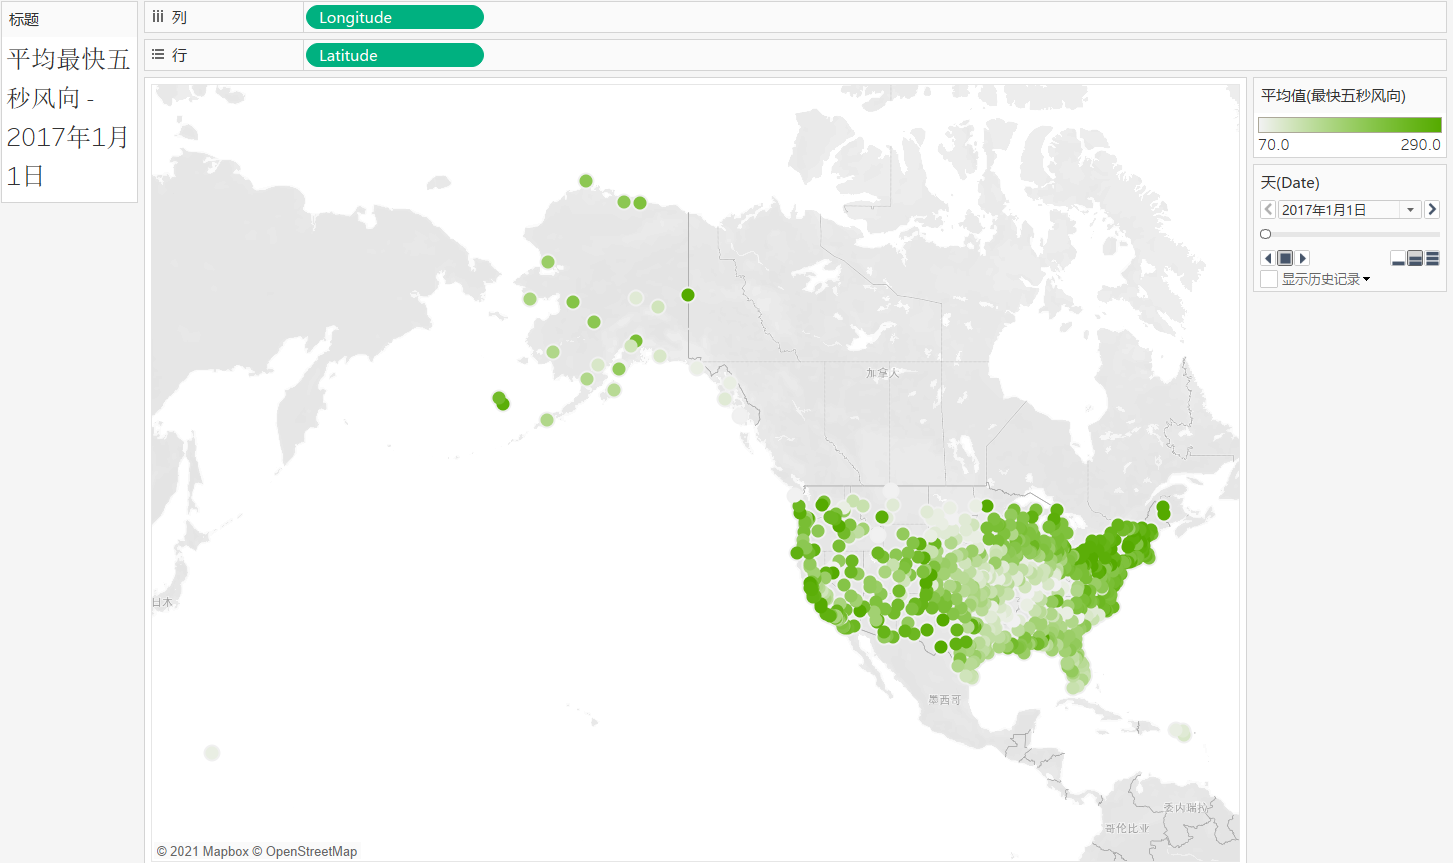 标题
平均最快五
秒风向 -
2017年1月
1日
列
Longitude
行
Latitude
平均值(最快五秒风向)
70.0
290.0
天(Date)
2017年1月1日
显示历史记录
加拿大
日本
墨西哥
委内瑞拉
哥伦比亚
© 2021 Mapbox © OpenStreetMap